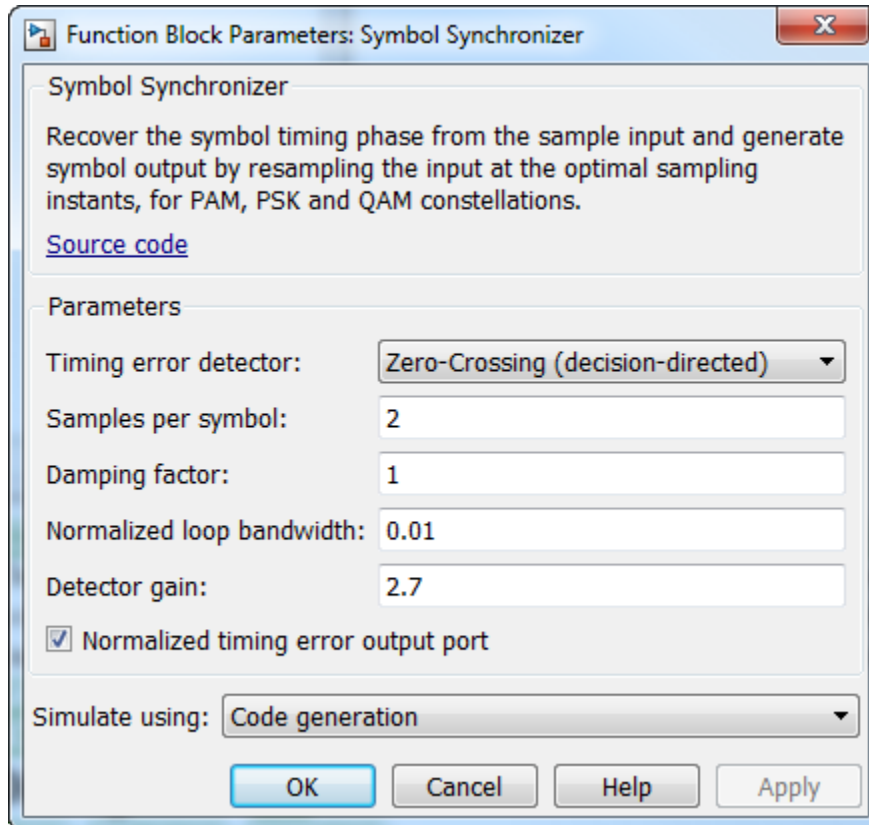 Function Block Parameters: Symbol Synchronizer
Symbol Synchronizer
Recover the symbol timing phase from the sample input and generate
symbol output by resampling the input at the optimal sampling
instants, for PAM, PSK and QAM constellations.
Source code
Parameters
Timing error detector: Zero-Crossing (decision-directed)
Samples per symbol: 2
Damping factor: 1
Normalized loop bandwidth: 0.01
Detector gain: 2.7
Normalized timing error output port
Simulate using: Code generation
OK Cancel Help Apply